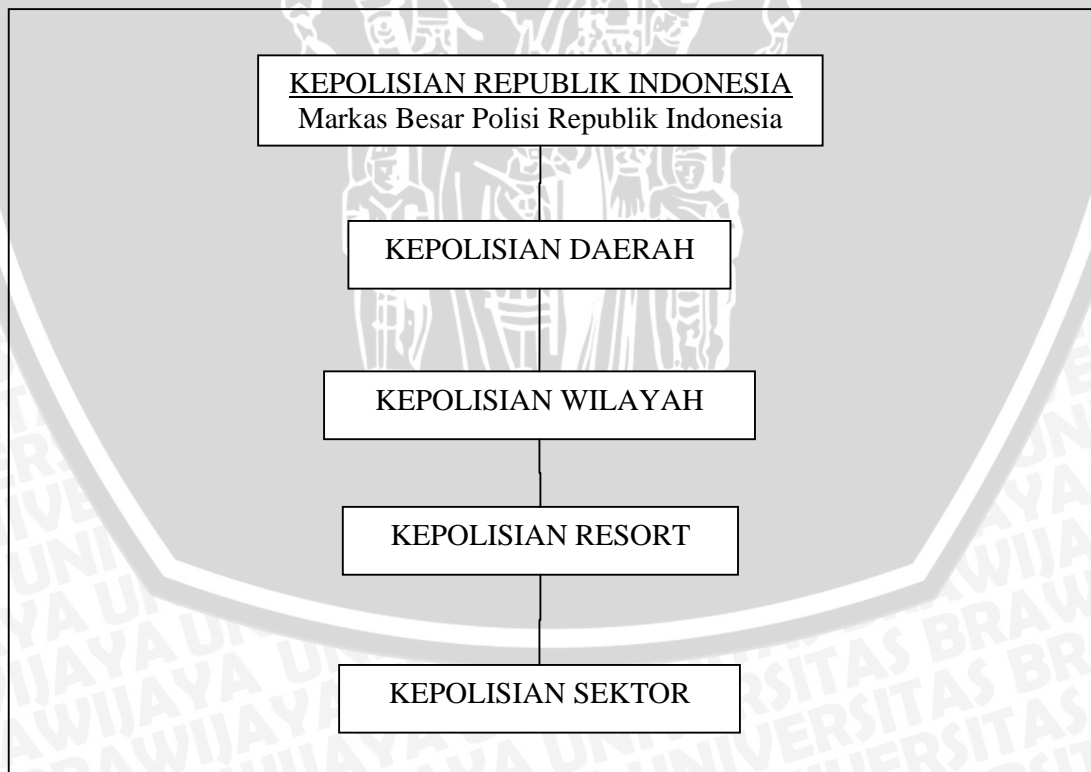 KEPOLISIAN REPUBLIK INDONESIA
Markas Besar Polisi Republik Indonesia
KEPOLISIAN DAERAH
KEPOLISIAN WILAYAH
KEPOLISIAN RESORT
KEPOLISIAN SEKTOR